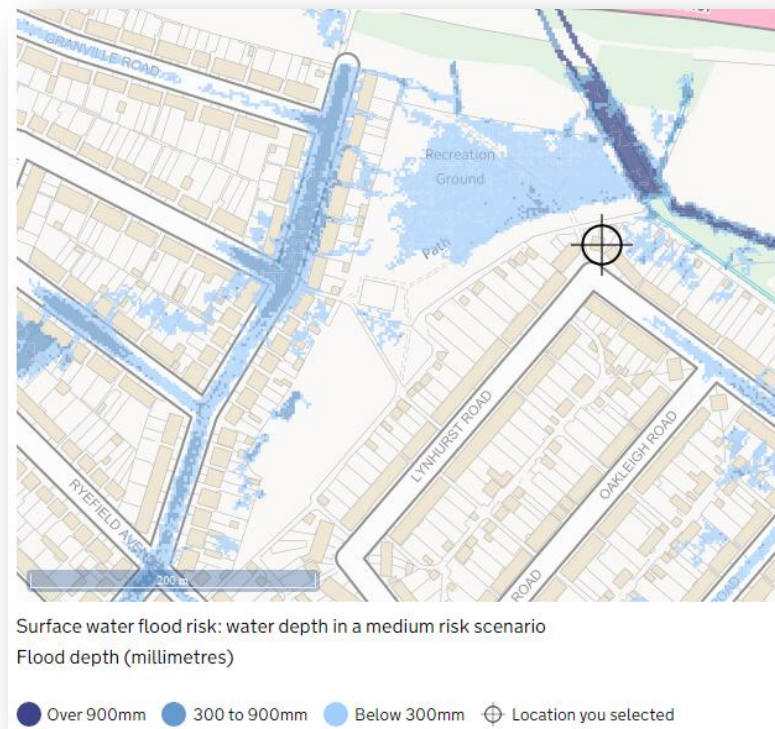 GRANVILLE ROAD
Recreation
Ground
Path
LYNHURST ROAD
OAKLEIGH ROAD
RYEFIELD AVENUE
ROAD
ROAD
200 m
Surface water flood risk: water depth in a medium risk scenario
Flood depth (millimetres)
Over 900mm 300 to 900mm Below 300mm Location you selected